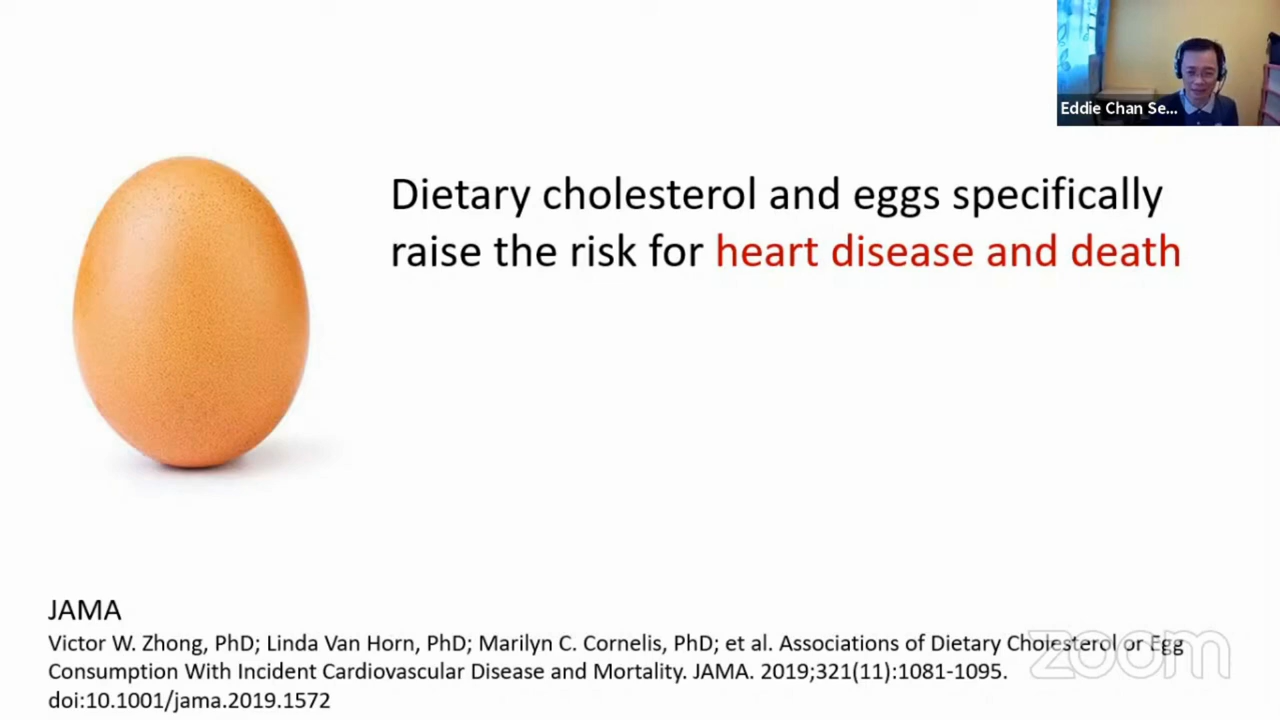 Eddie Chan Se...
Dietary cholesterol and eggs specifically
raise the risk for heart disease and death
JAMA
Victor W. Zhong, PhD; Linda Van Horn, PhD; Marilyn C. Cornelis, PhD; et al. Associations of Dietary Cholesterol or Egg
Consumption With Incident Cardiovascular Disease and Mortality. JAMA. 2019;321(11):1081-1095.
doi:10.1001/jama.2019.1572
zoom